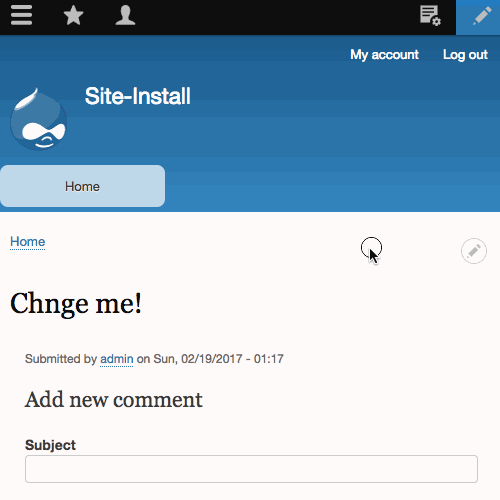 My account Log out
Site-Install
Home
Home
Chnge me!
Submitted by admin on Sun, 02/19/2017 - 01:17
Add new comment
Subject